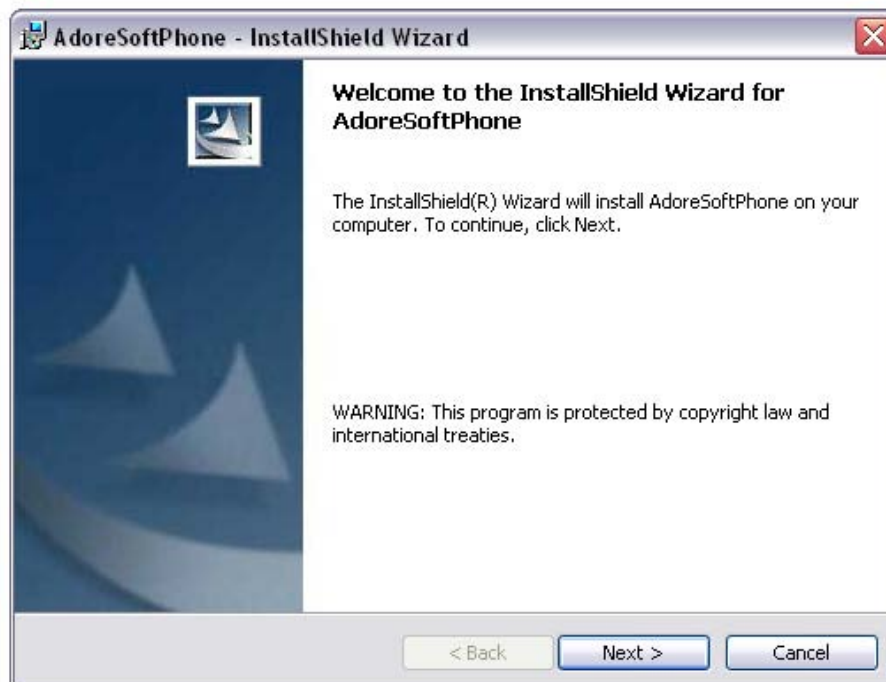 AdoreSoftPhone - InstallShield Wizard
Welcome to the InstallShield Wizard for
AdoreSoftPhone
The InstallShield(R) Wizard will install AdoreSoftPhone on your
computer. To continue, click Next.
WARNING: This program is protected by copyright law and
international treaties.
< Back
Next >
Cancel